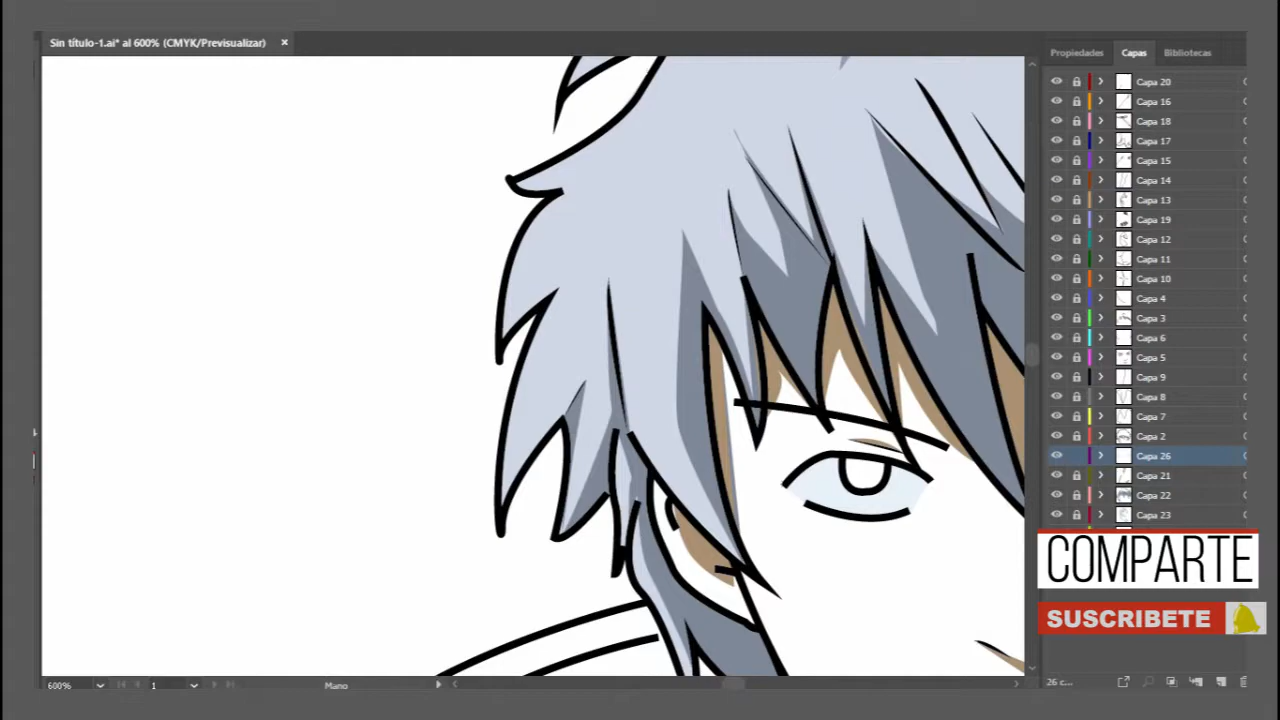 Sin título-1.ai* al 600% (CMYK/Previsualizar) ×
Propiedades Capas Bibliotecas
Capa 20
Capa 16
Capa 18
Capa 17
Capa 15
Capa 14
Capa 13
Capa 19
Capa 12
Capa 11
Capa 10
Capa 4
Capa 3
Capa 6
Capa 5
Capa 9
Capa 8
Capa 7
Capa 2
Capa 26
Capa 21
Capa 22
Capa 23
COMPARTE
SUSCRIBETE
600% 1 Mano 26 c...